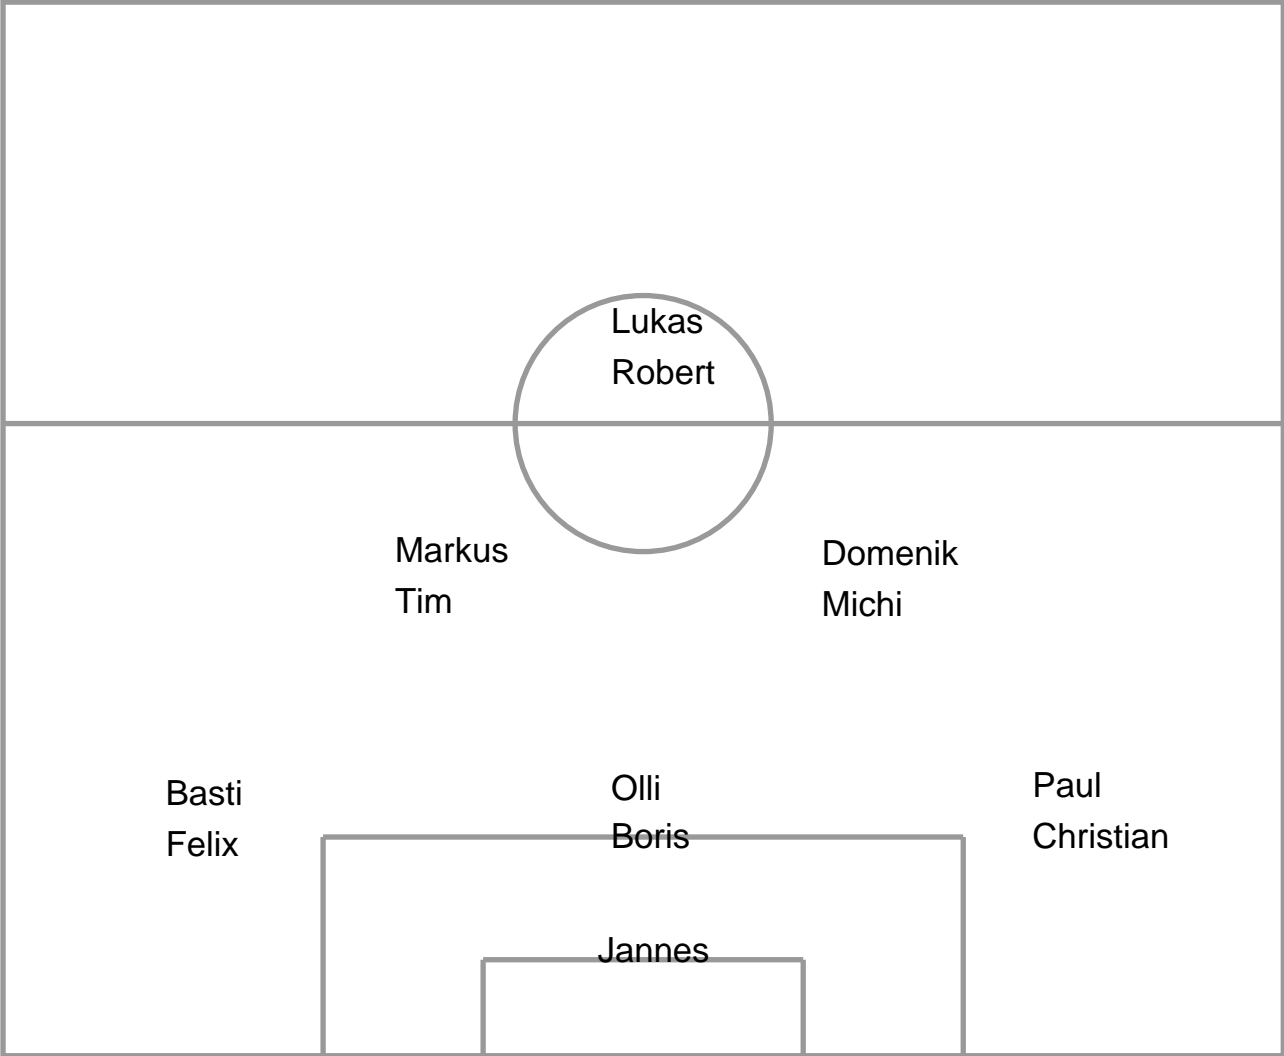 Lukas
Robert
Markus
Tim
Domenik
Michi
Basti
Felix
Olli
Boris
Paul
Christian
Jannes